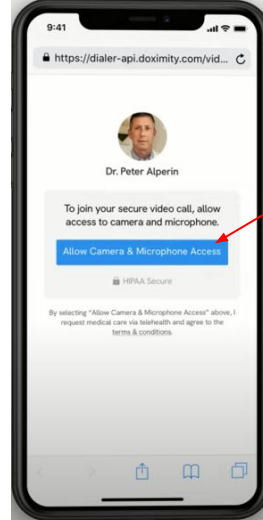 9:41
https://dialer-api.doximity.com/vid...
Dr. Peter Alperin
To join your secure video call, allow
access to camera and microphone.
Allow Camera & Microphone Access
HIPAA Secure
By selecting "Allow Camera & Microphone Access" above, I
request medical care via telehealth and agree to the
terms & conditions.